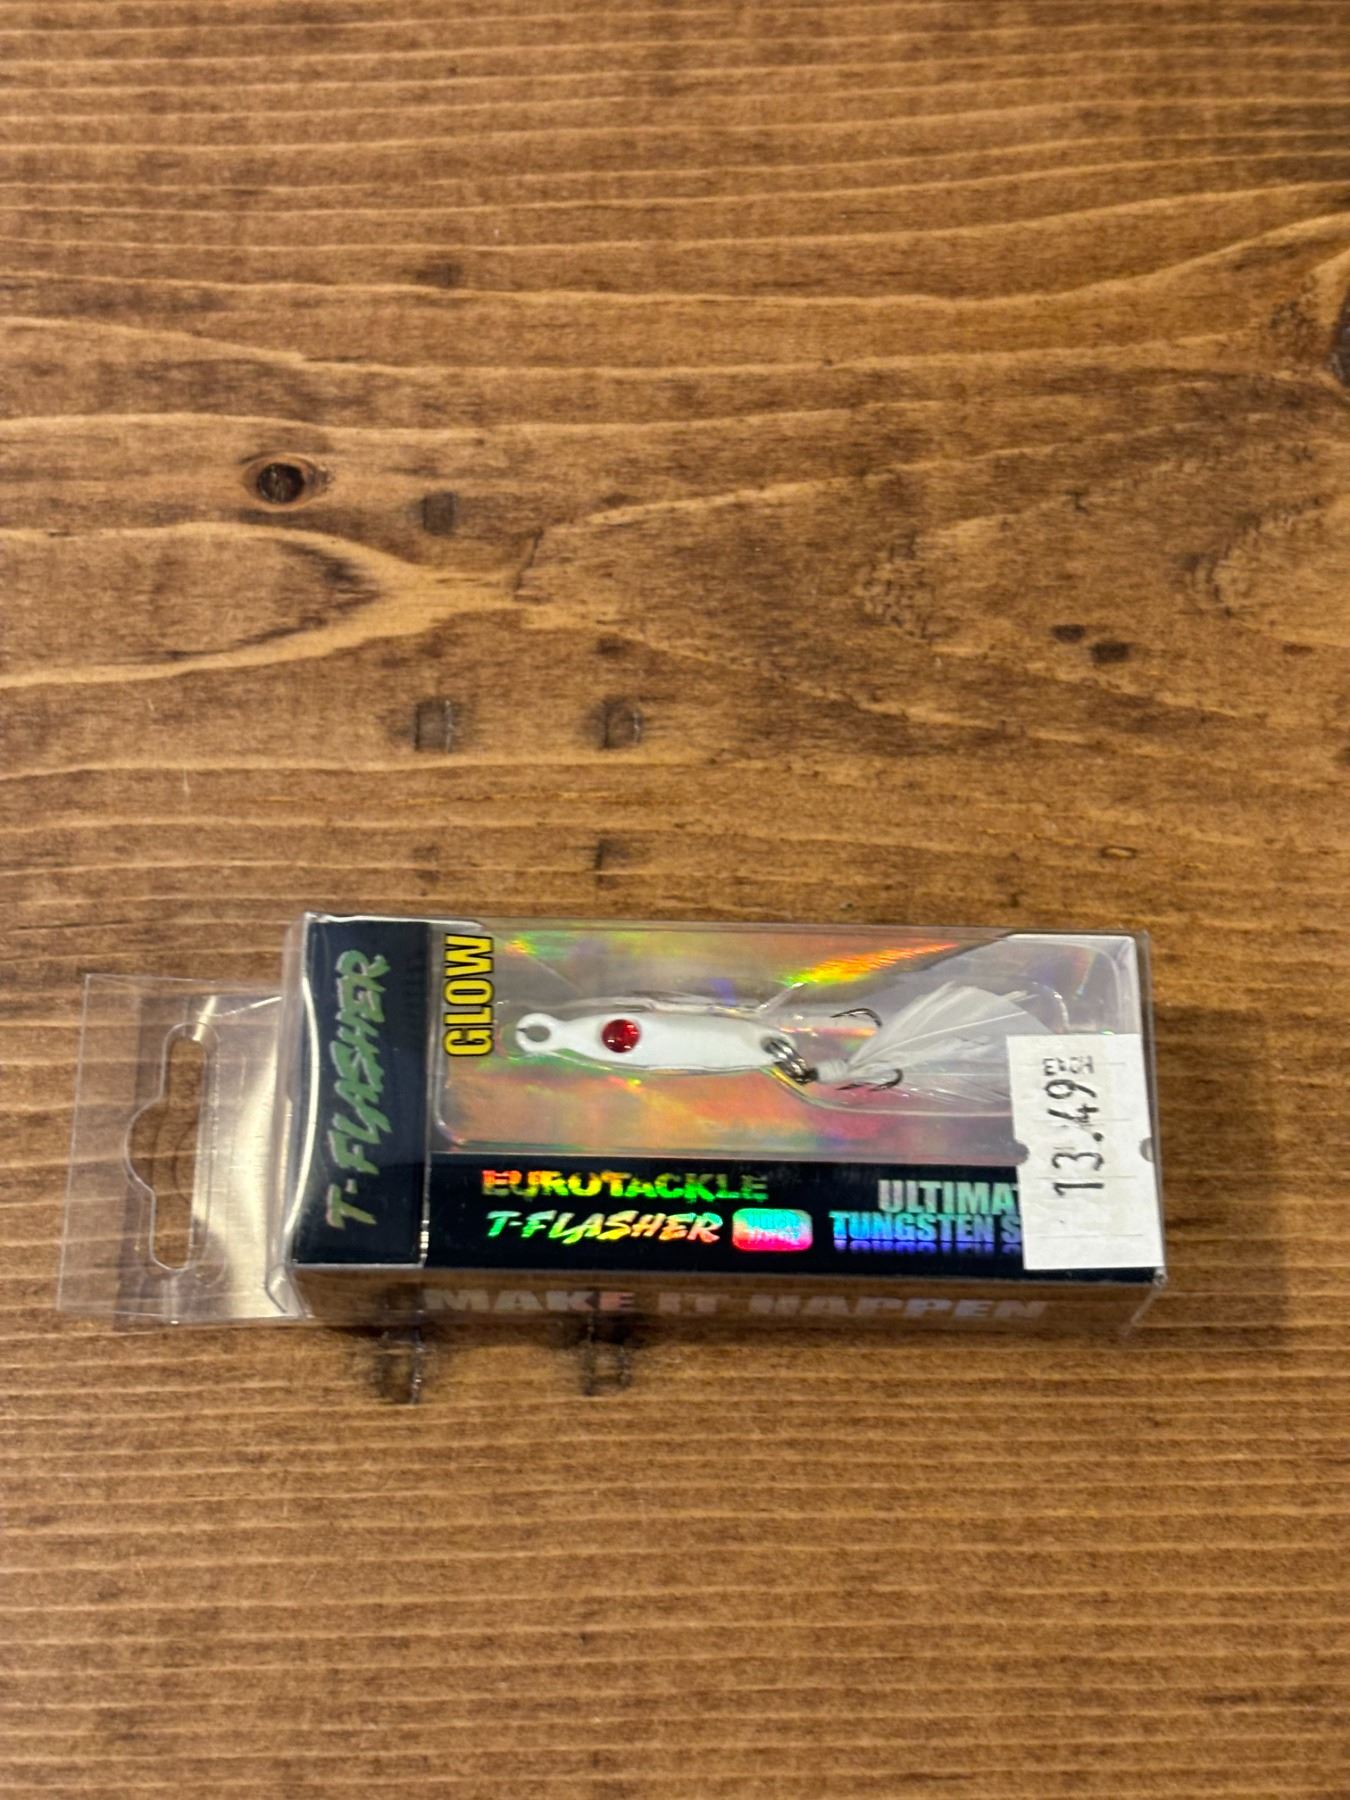 T-FLASHER
GLOW
EUROTACKLE
T-FLASHER
ULTIMAT
TUNGSTEN S
EACH
13.49
MAKE IT HAPPEN